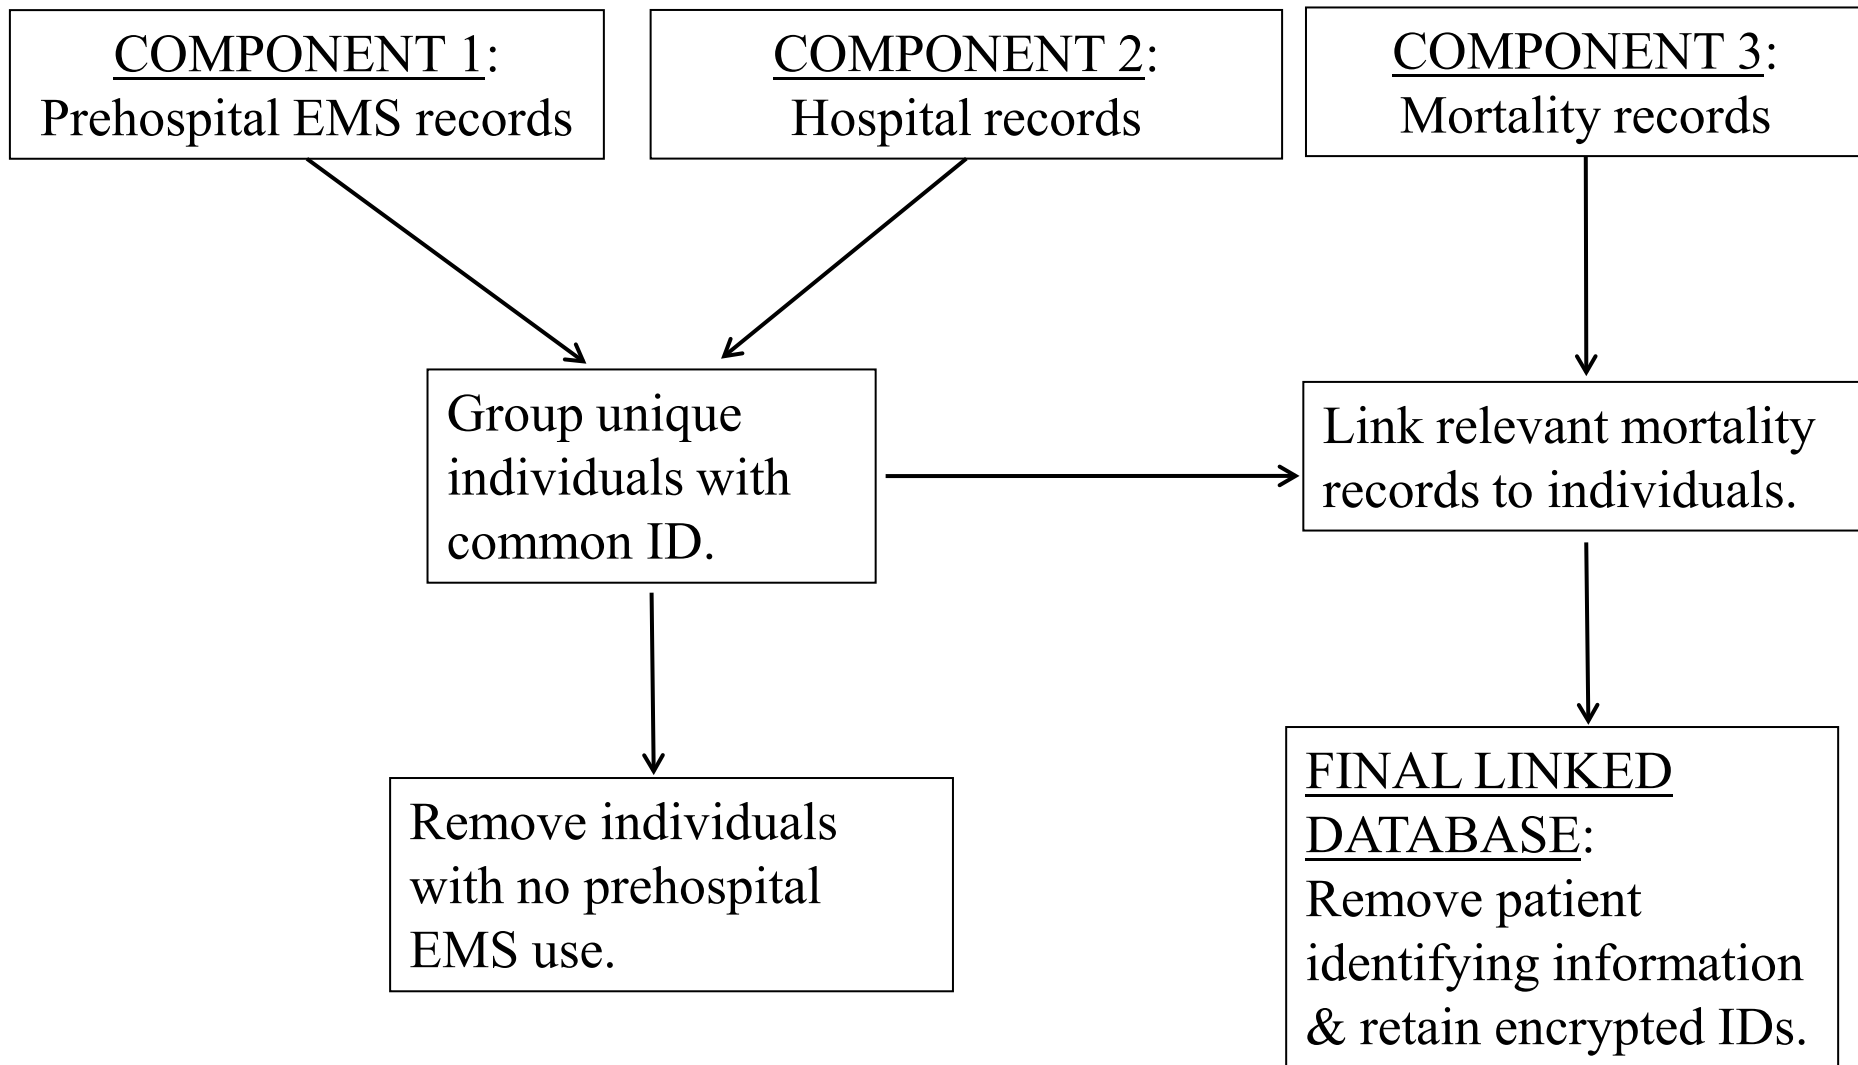 COMPONENT 1:
Prehospital EMS records
COMPONENT 2:
Hospital records
COMPONENT 3:
Mortality records
Group unique
individuals with
common ID.
Link relevant mortality
records to individuals.
Remove individuals
with no prehospital
EMS use.
FINAL LINKED
DATABASE:
Remove patient
identifying information
& retain encrypted IDs.